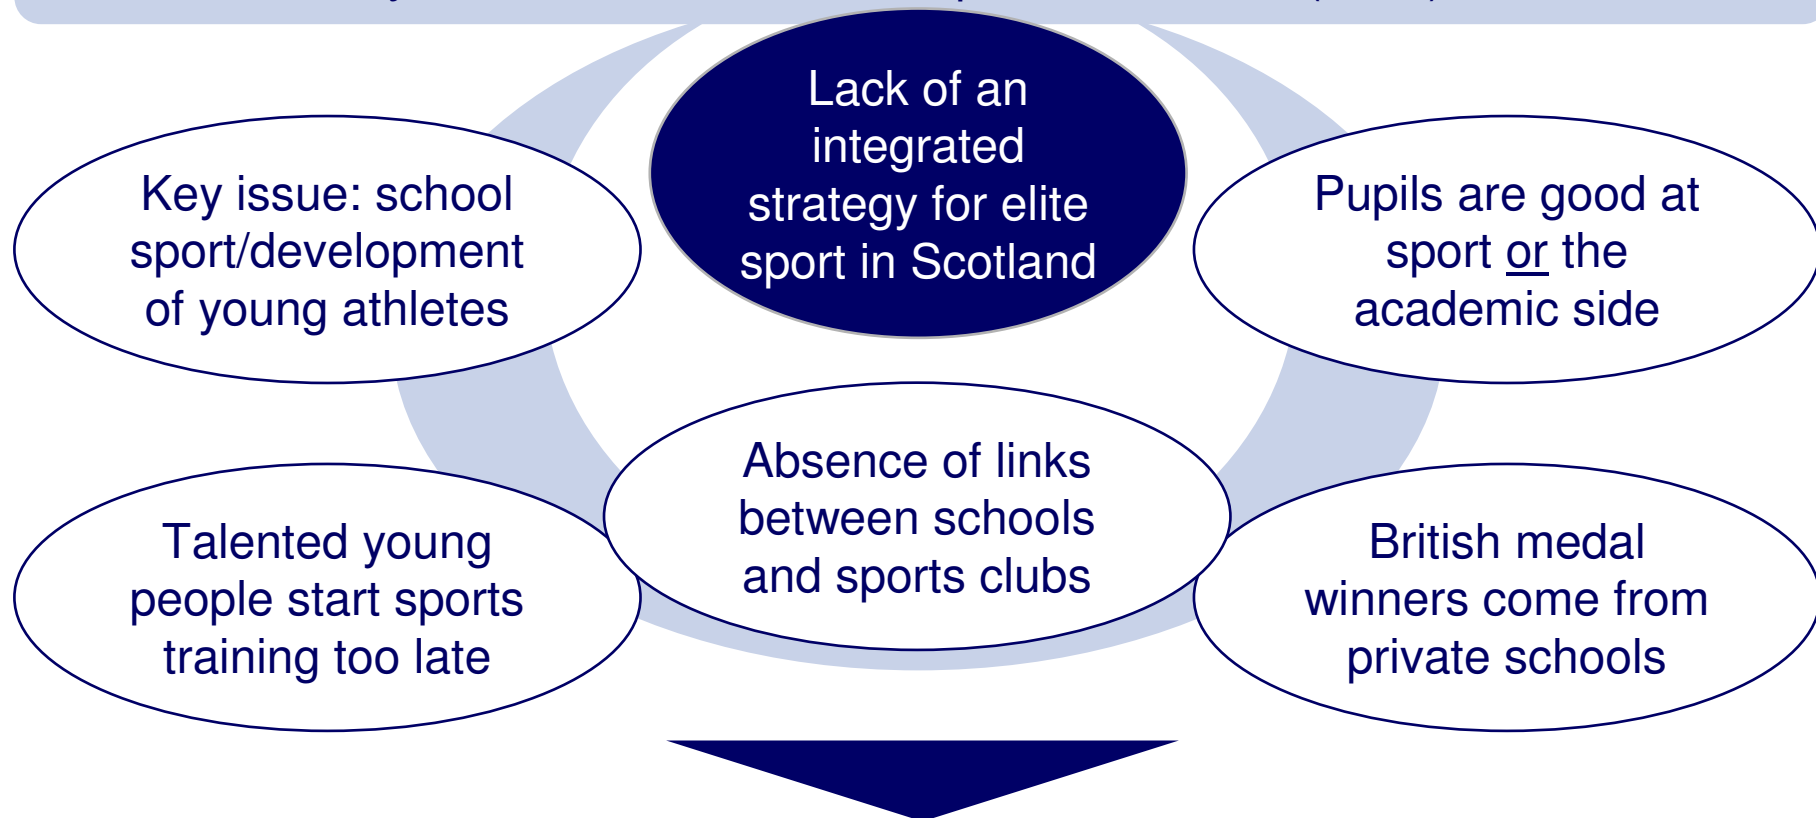 Lack of an
integrated
strategy for elite
sport in Scotland
Key issue: school
sport/development
of young athletes
Pupils are good at
sport or the
academic side
Absence of links
between schools
and sports clubs
Talented young
people start sports
training too late
British medal
winners come from
private schools